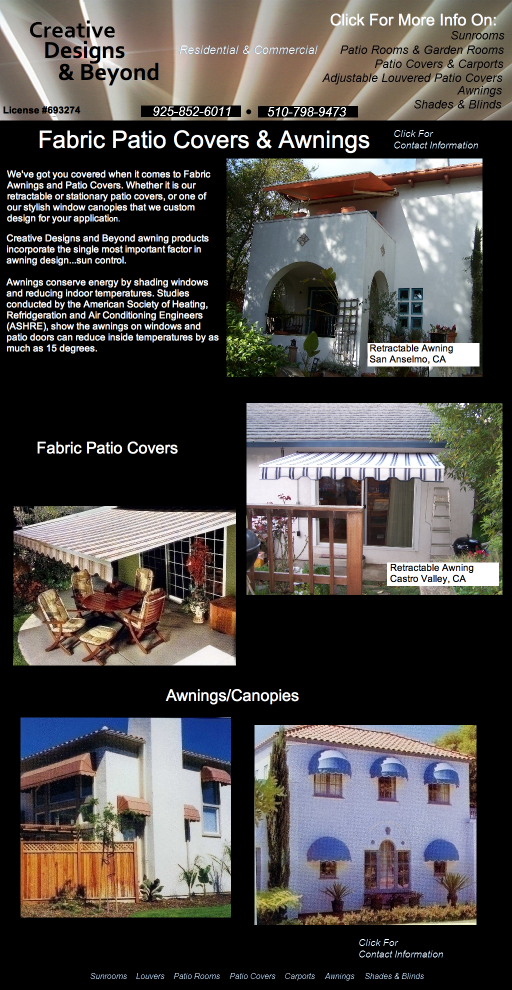 Creative
Designs
& Beyond
License #693274
Residential & Commercial
925-852-6011 • 510-798-9473
Click For More Info On:
Sunrooms
Patio Rooms & Garden Rooms
Patio Covers & Carports
Adjustable Louvered Patio Covers
Awnings
Shades & Blinds
Fabric Patio Covers & Awnings
Click For
Contact Information
We've got you covered when it comes to Fabric
Awnings and Patio Covers. Whether it is our
retractable or stationary patio covers, or one of
our stylish window canopies that we custom
design for your application.
Creative Designs and Beyond awning products
incorporate the single most important factor in
awning design...sun control.
Awnings conserve energy by shading windows
and reducing indoor temperatures. Studies
conducted by the American Society of Heating,
Refridgeration and Air Conditioning Engineers
(ASHRE), show the awnings on windows and
patio doors can reduce inside temperatures by as
much as 15 degrees.
Retractable Awning
San Anselmo, CA
Fabric Patio Covers
Retractable Awning
Castro Valley, CA
Awnings/Canopies
Click For
Contact Information
Sunrooms Louvers Patio Rooms Patio Covers Carports Awnings Shades & Blinds